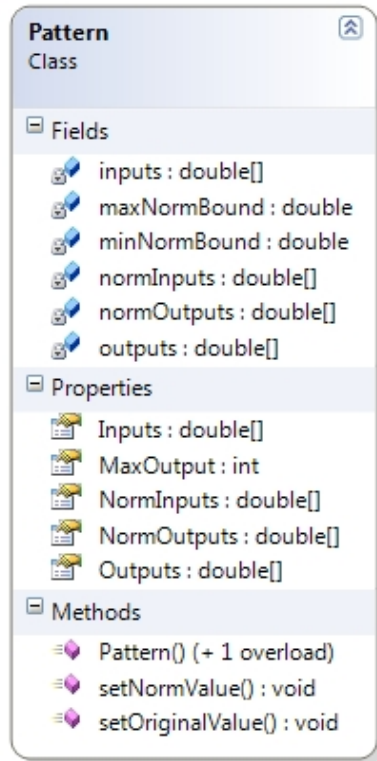 Pattern
Class
Fields
inputs : double[]
maxNormBound : double
minNormBound : double
normInputs : double[]
normOutputs : double[]
outputs : double[]
Properties
Inputs : double[]
MaxOutput : int
NormInputs : double[]
NormOutputs : double[]
Outputs : double[]
Methods
Pattern() (+ 1 overload)
setNormValue() : void
setOriginalValue() : void